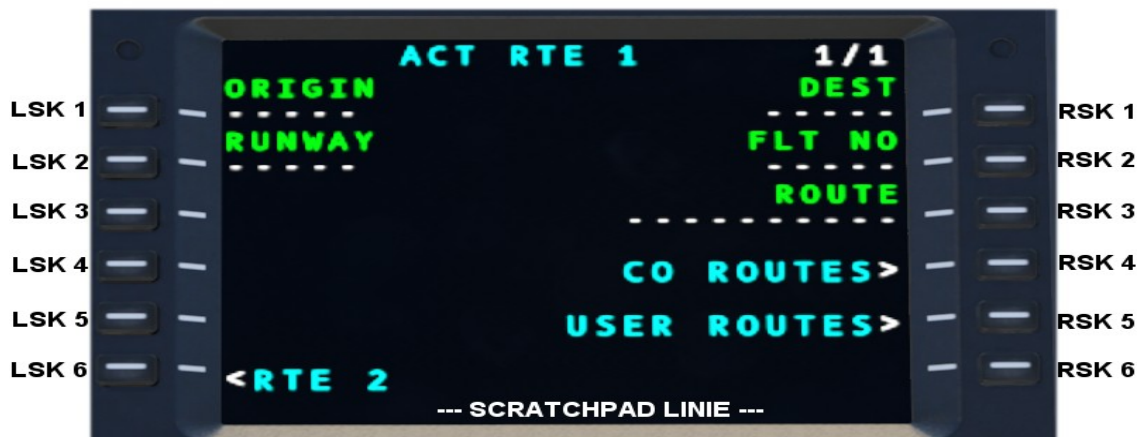 ACT RTE 1 1/1
ORIGIN DEST
LSK 1 - - - - - - - - - - RSK 1
RUNWAY FLT NO
LSK 2 - - - - - - - - - - RSK 2
ROUTE
LSK 3 - - - - - - - - - - RSK 3
LSK 4 CO ROUTES> RSK 4
LSK 5 USER ROUTES> RSK 5
LSK 6 <RTE 2 RSK 6
--- SCRATCHPAD LINIE ---